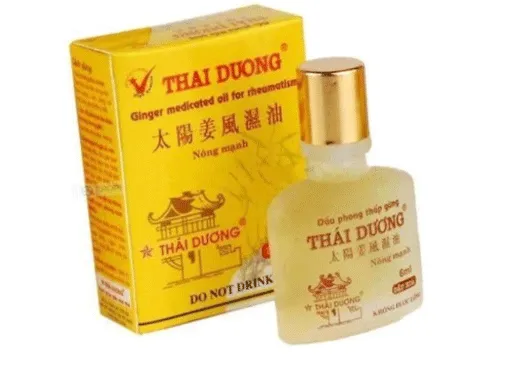 THAI DUONG®
Ginger medicated oil for rheumatism
太陽姜風濕油
Nóng mạnh
THÁI DƯƠNG®
DO NOT DRINK
Dầu phong thấp gừng
THÁI DƯƠNG®
太陽姜風濕油
Nóng mạnh
6ml
THÁI DƯƠNG®
KHÔNG ĐƯỢC UỐNG